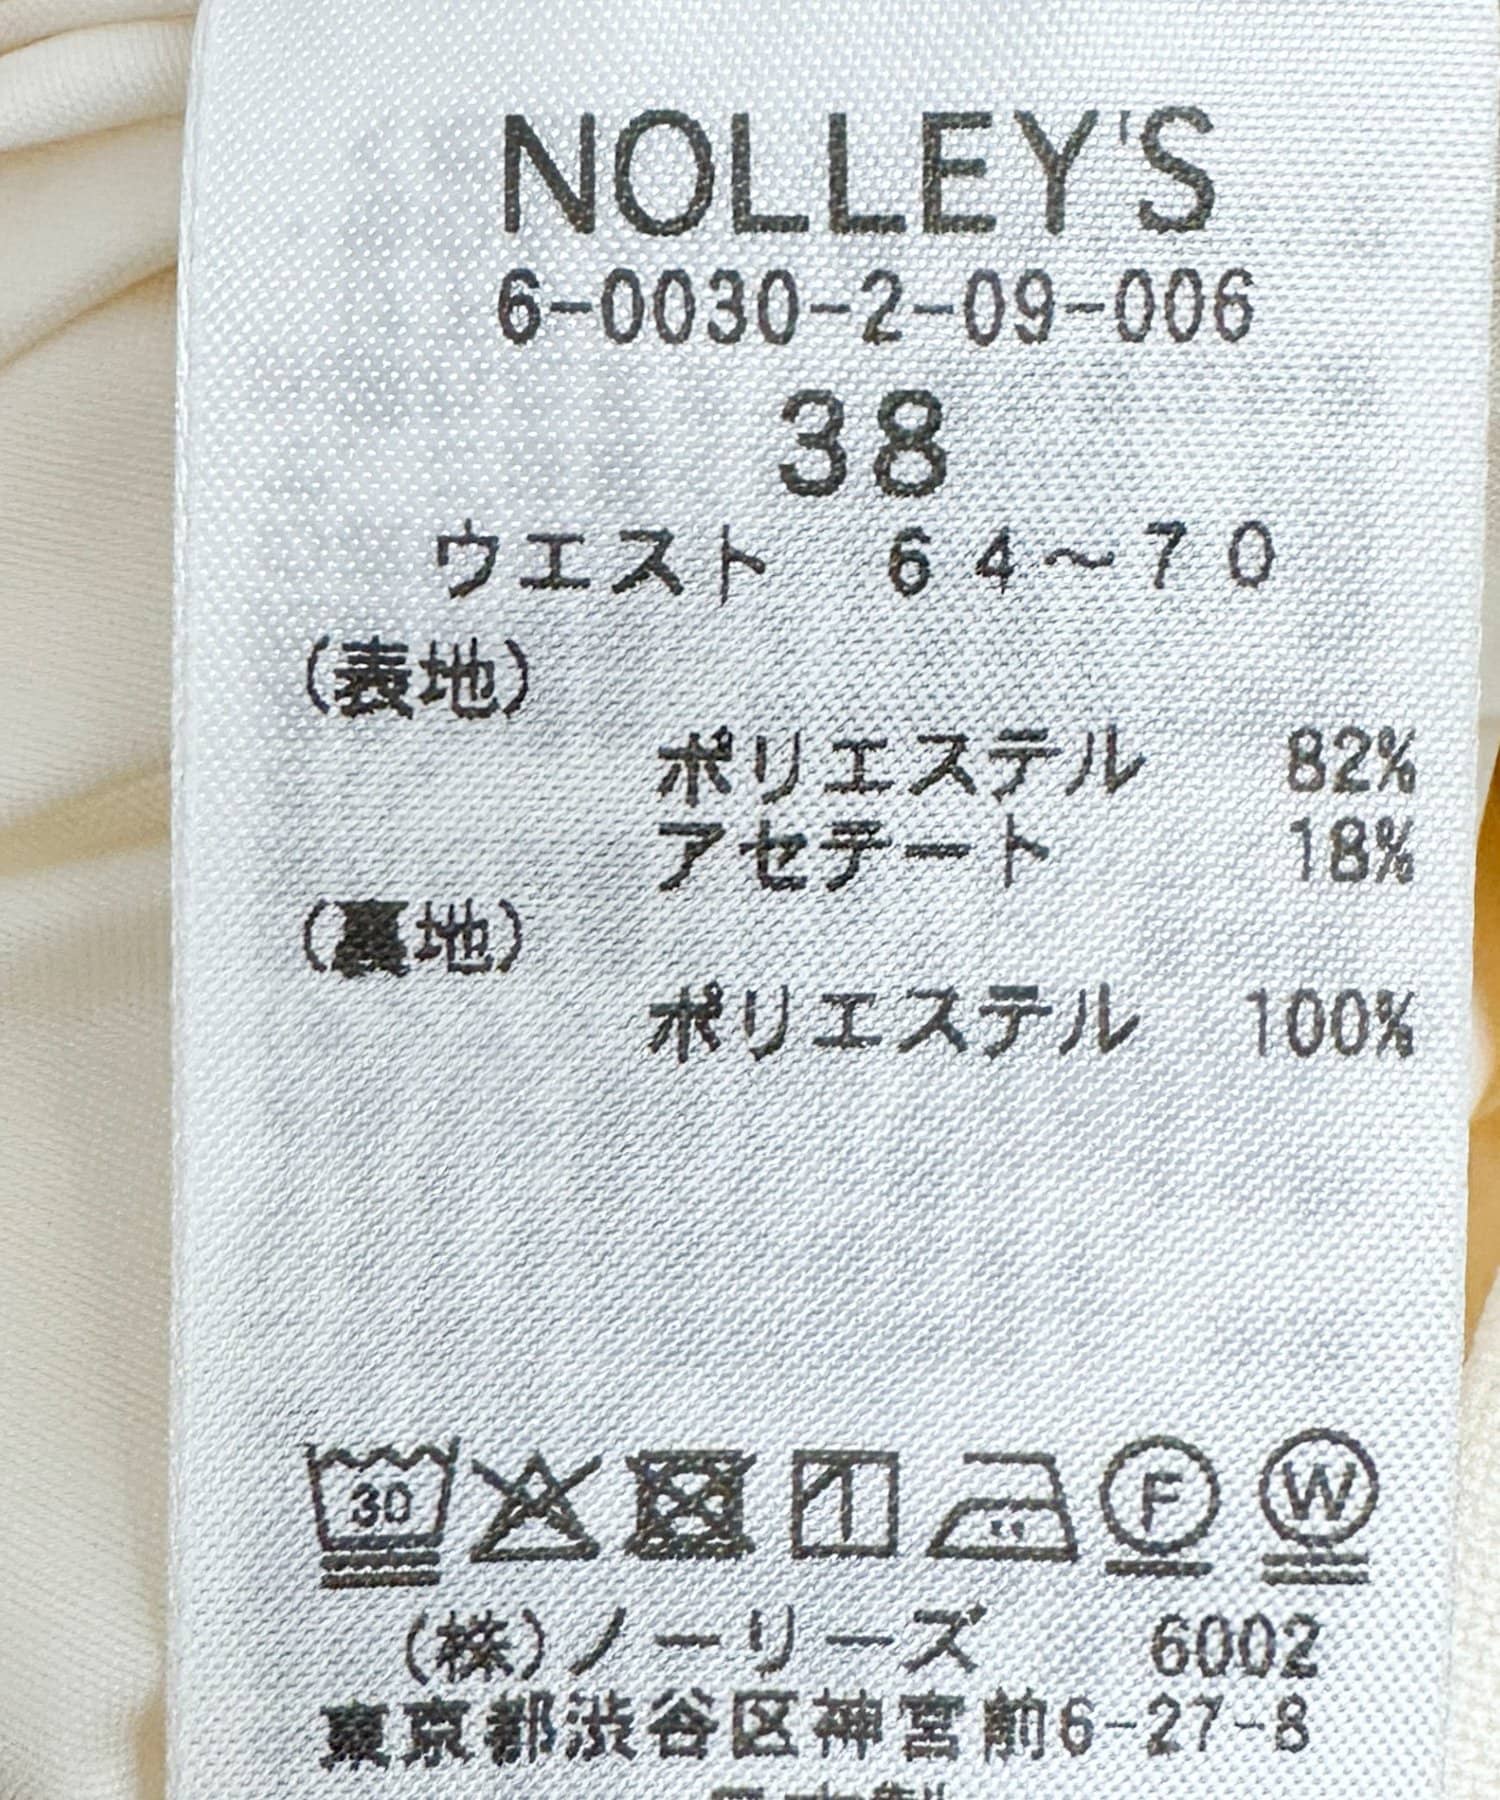 NOLLEY'S
6-0030-2-09-006
38
ウエスト 64〜70
(表地)
ポリエステル 82%
アセテート 18%
(裏地)
ポリエステル 100%
30 F W
(株)ノーリーズ 6002
東京都渋谷区神宮前6-27-8